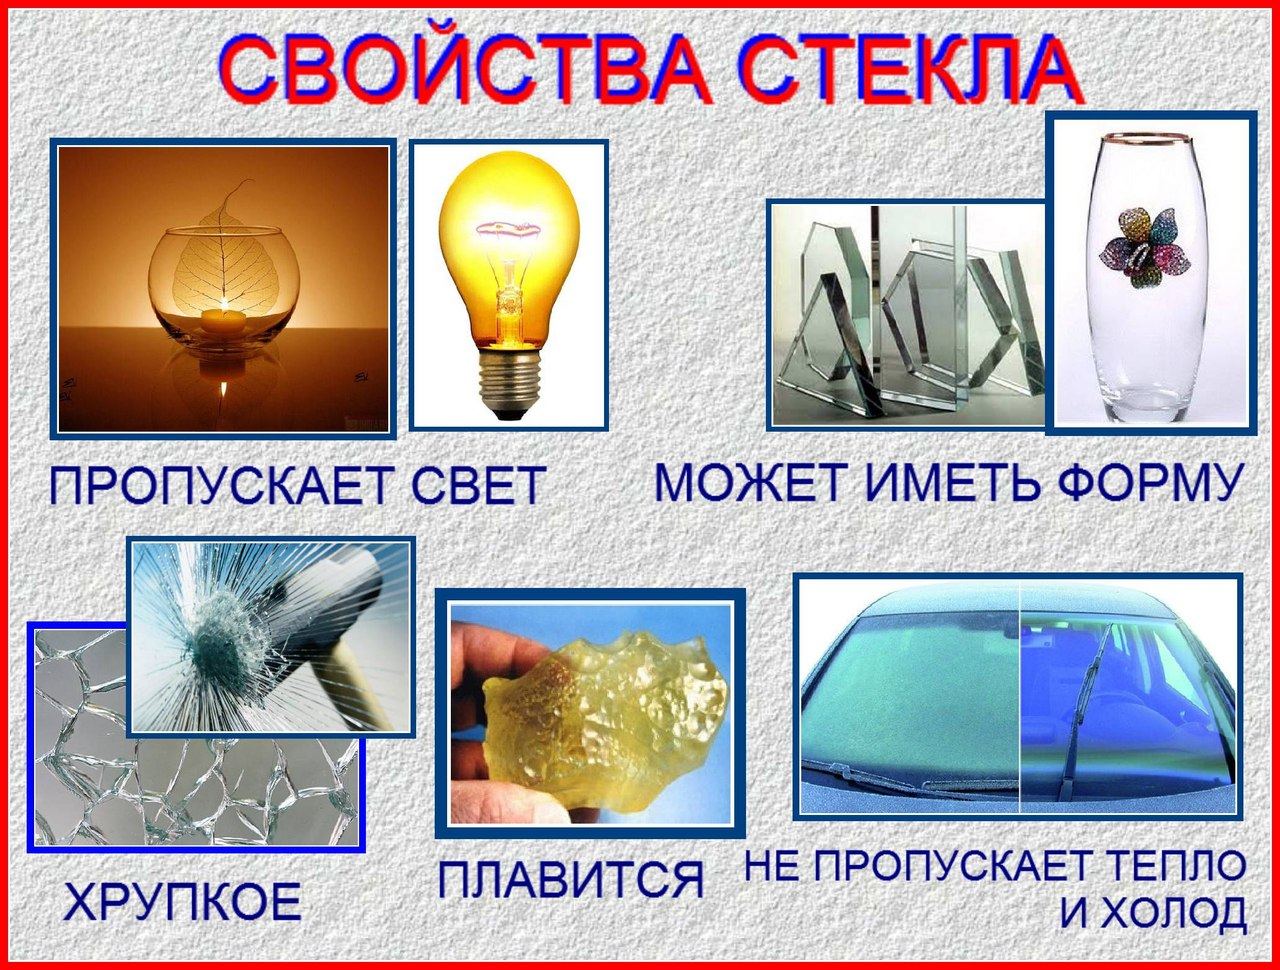 СВОЙСТВА СТЕКЛА
ПРОПУСКАЕТ СВЕТ
МОЖЕТ ИМЕТЬ ФОРМУ
ХРУПКОЕ
ПЛАВИТСЯ
НЕ ПРОПУСКАЕТ ТЕПЛО
И ХОЛОД